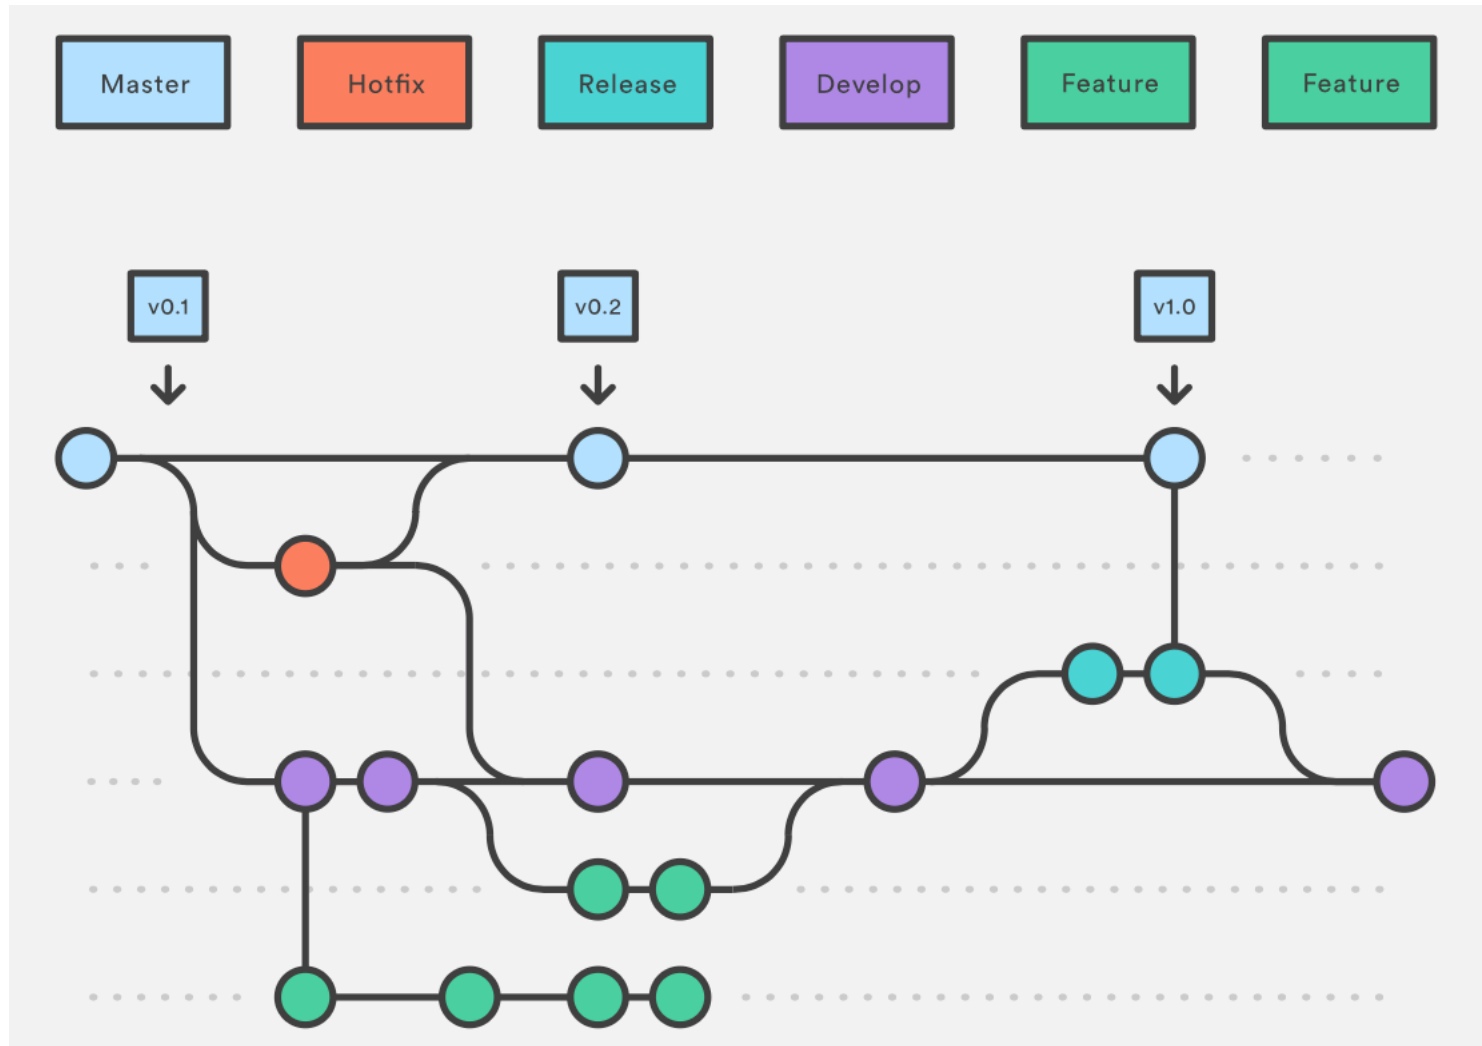 Master
Hotfix
Release
Develop
Feature
Feature
v0.1
v0.2
v1.0